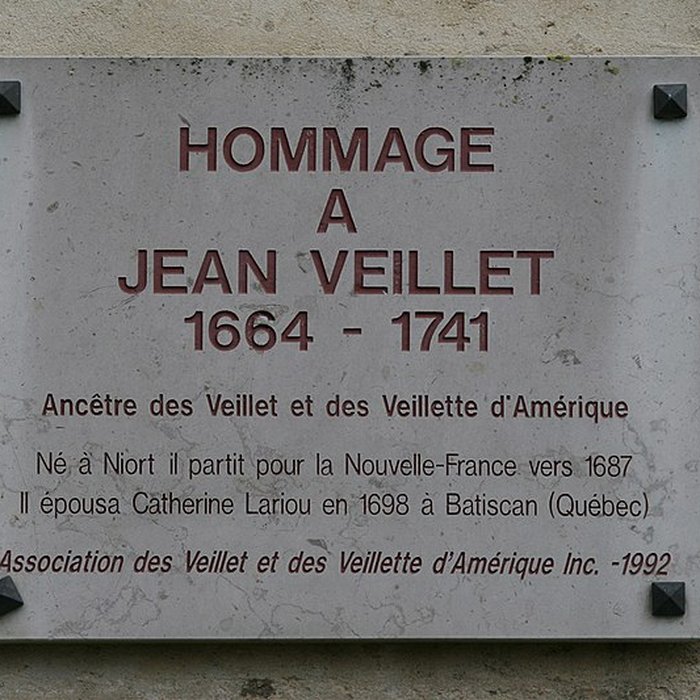 HOMMAGE
A
JEAN VEILLET
1664 - 1741
Ancêtre des Veillet et des Veillette d'Amérique
Né à Niort il partit pour la Nouvelle-France vers 1687
Il épousa Catherine Lariou en 1698 à Batiscan (Québec)
Association des Veillet et des Veillette d'Amérique Inc. -1992